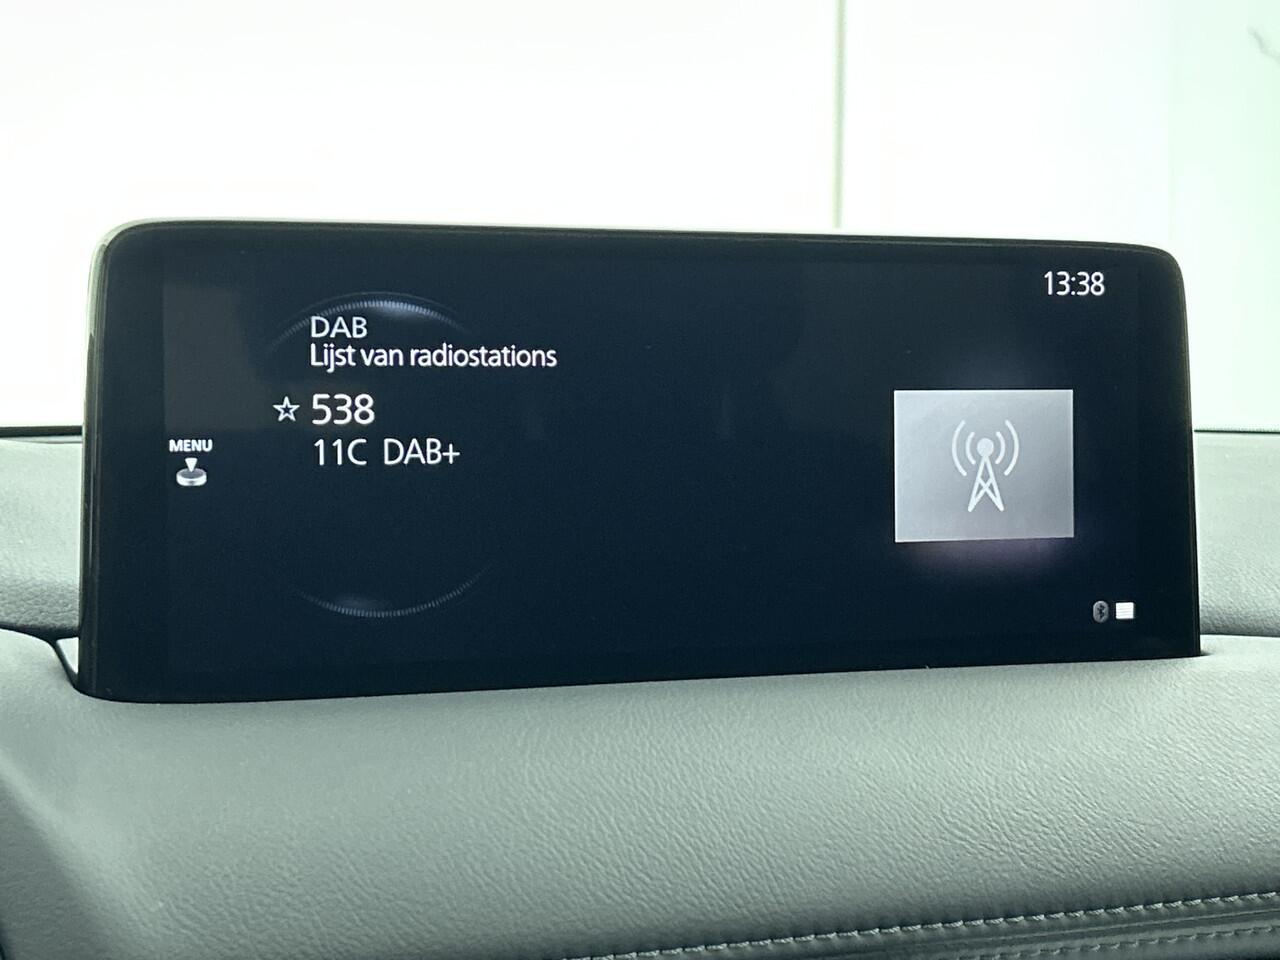 13:38
DAB
Lijst van radiostations
☆ 538
11C DAB+
MENU